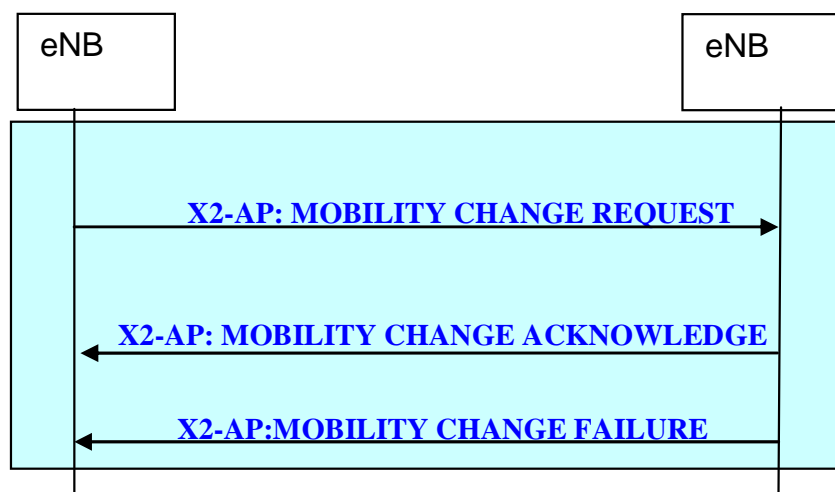 eNB
eNB
X2-AP: MOBILITY CHANGE REQUEST
X2-AP: MOBILITY CHANGE ACKNOWLEDGE
X2-AP:MOBILITY CHANGE FAILURE